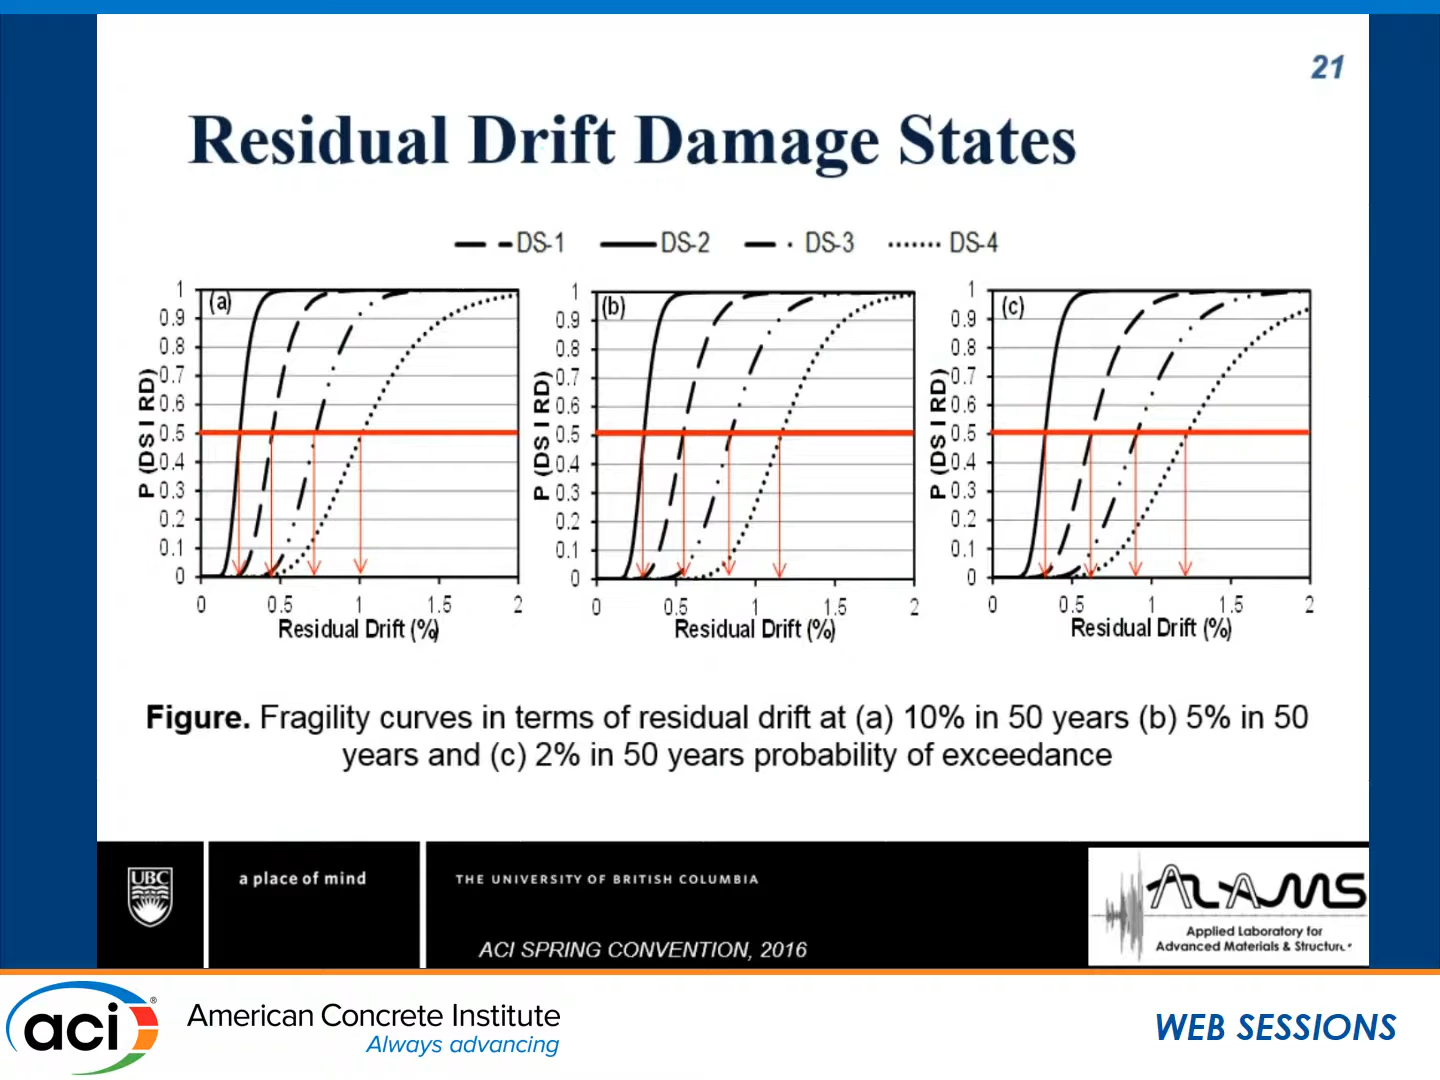 21
Residual Drift Damage States
DS-1 DS-2 DS-3 DS-4
(a)
P (DS I RD)
1
0.9
0.8
0.7
0.6
0.5
0.4
0.3
0.2
0.1
0
0 0.5 1 1.5 2
Residual Drift (%)
(b)
P (DS I RD)
1
0.9
0.8
0.7
0.6
0.5
0.4
0.3
0.2
0.1
0
0 0.5 1 1.5 2
Residual Drift (%)
(c)
P (DS I RD)
1
0.9
0.8
0.7
0.6
0.5
0.4
0.3
0.2
0.1
0
0 0.5 1 1.5 2
Residual Drift (%)
Figure. Fragility curves in terms of residual drift at (a) 10% in 50 years (b) 5% in 50
years and (c) 2% in 50 years probability of exceedance
UBC
a place of mind
THE UNIVERSITY OF BRITISH COLUMBIA
ACI SPRING CONVENTION, 2016
ALAMS
Applied Laboratory for
Advanced Materials & Structur
aci®
American Concrete Institute
Always advancing
WEB SESSIONS